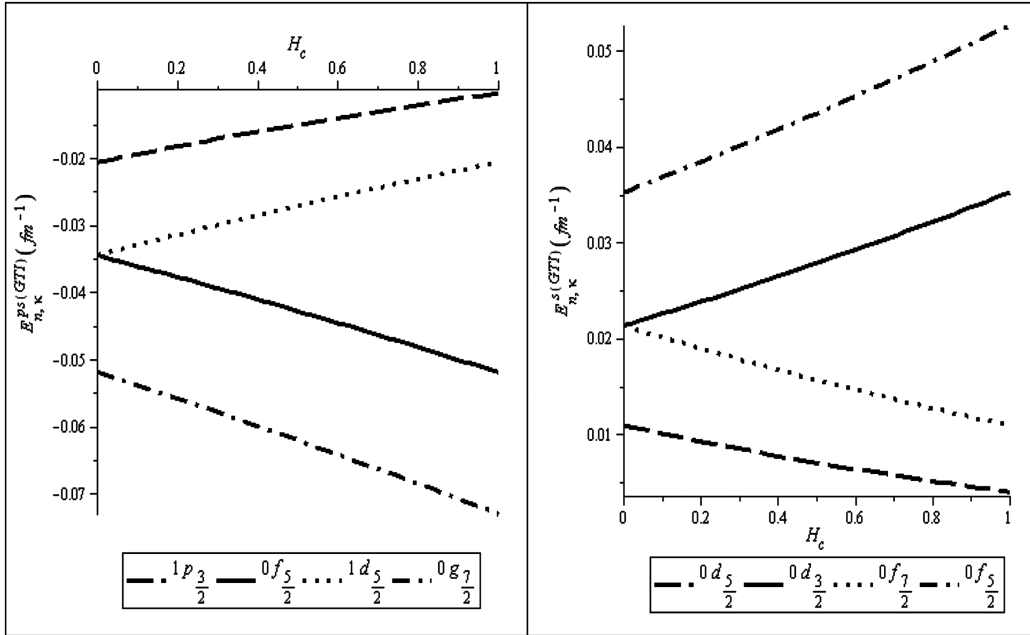 H_c
0 0.2 0.4 0.6 0.8 1
-0.02
-0.03
-0.04
-0.05
-0.06
-0.07
E_{n,κ}^{ps(GTI)} (fm^{-1})
1p_{3/2} 0f_{5/2} 1d_{5/2} 0g_{7/2}
0.05
0.04
0.03
0.02
0.01
E_{n,κ}^{s(GTI)} (fm^{-1})
0 0.2 0.4 0.6 0.8 1
H_c
0d_{5/2} 0d_{3/2} 0f_{7/2} 0f_{5/2}